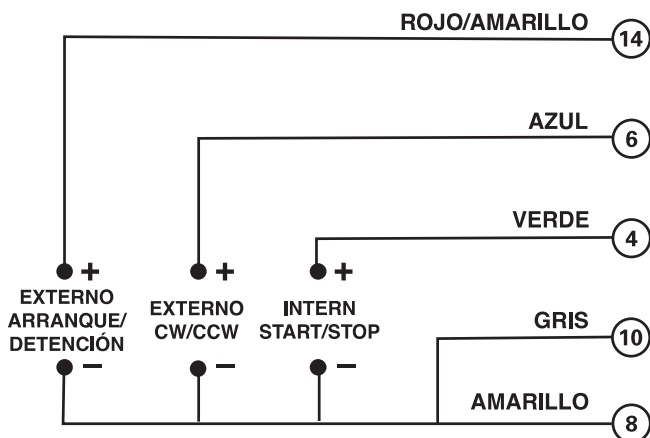 ROJO/AMARILLO
14
AZUL
6
VERDE
4
+
+
+
EXTERNO
ARRANQUE/
DETENCIÓN
EXTERNO
CW/CCW
INTERN
START/STOP
GRIS
10
−
−
−
AMARILLO
8